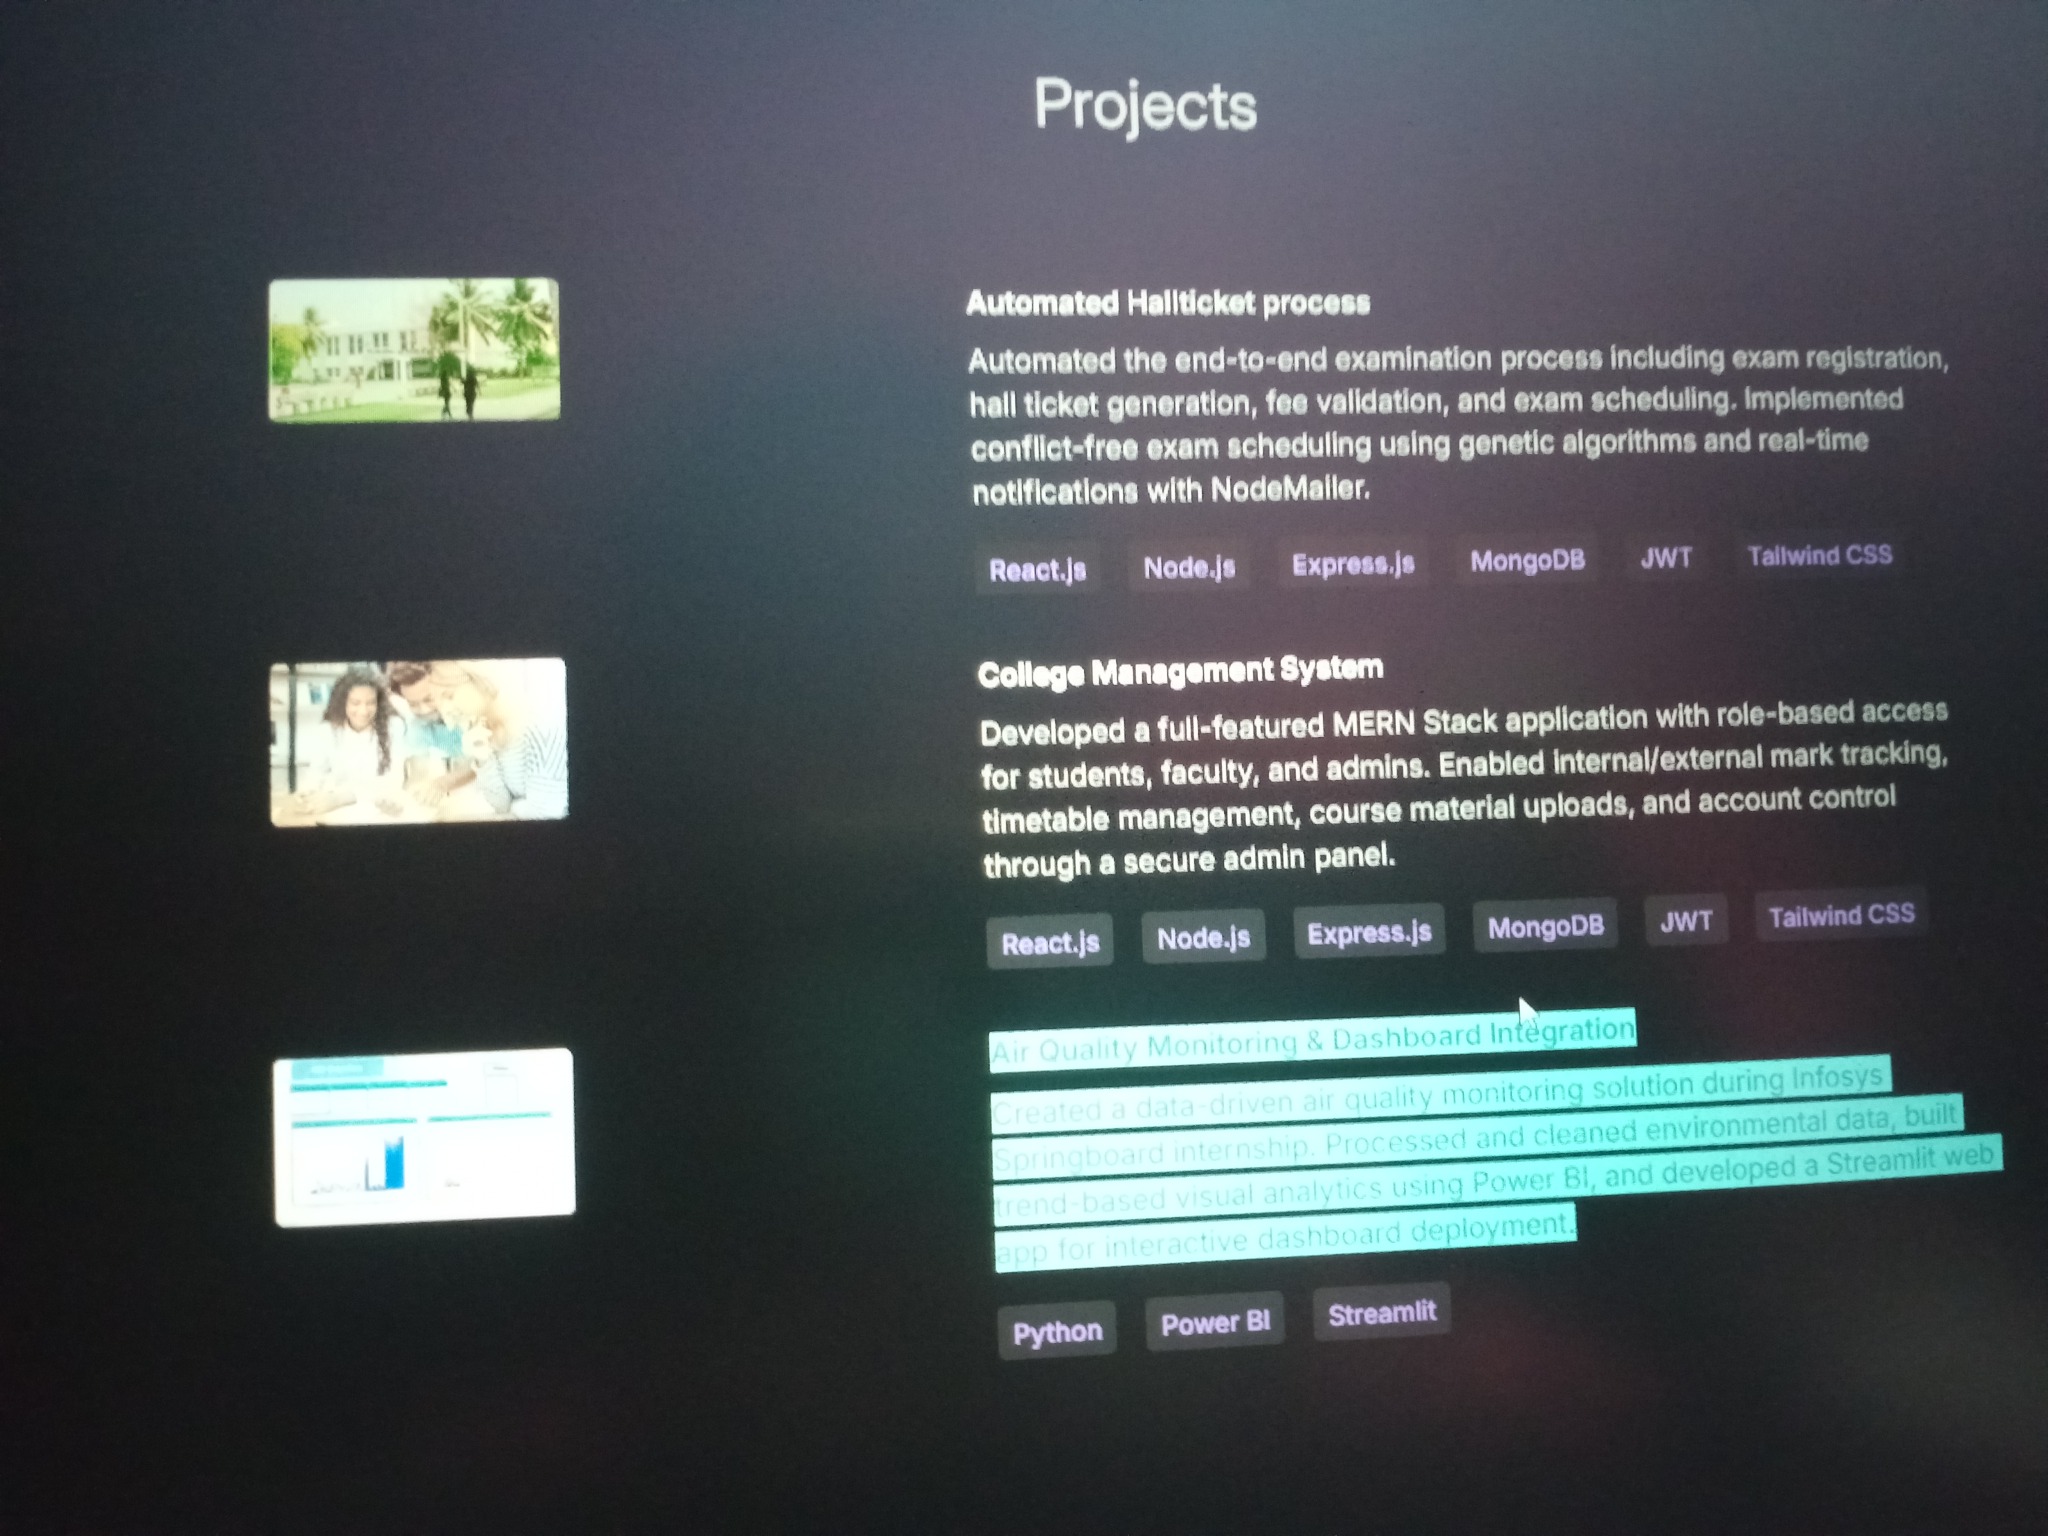 Projects
Automated Hallticket process
Automated the end-to-end examination process including exam registration,
hall ticket generation, fee validation, and exam scheduling. Implemented
conflict-free exam scheduling using genetic algorithms and real-time
notifications with NodeMailer.
React.js Node.js Express.js MongoDB JWT Tailwind CSS
College Management System
Developed a full-featured MERN Stack application with role-based access
for students, faculty, and admins. Enabled internal/external mark tracking,
timetable management, course material uploads, and account control
through a secure admin panel.
React.js Node.js Express.js MongoDB JWT Tailwind CSS
Air Quality Monitoring & Dashboard Integration
Created a data-driven air quality monitoring solution during Infosys
Springboard internship. Processed and cleaned environmental data, built
trend-based visual analytics using Power BI, and developed a Streamlit web
app for interactive dashboard deployment.
Python Power BI Streamlit